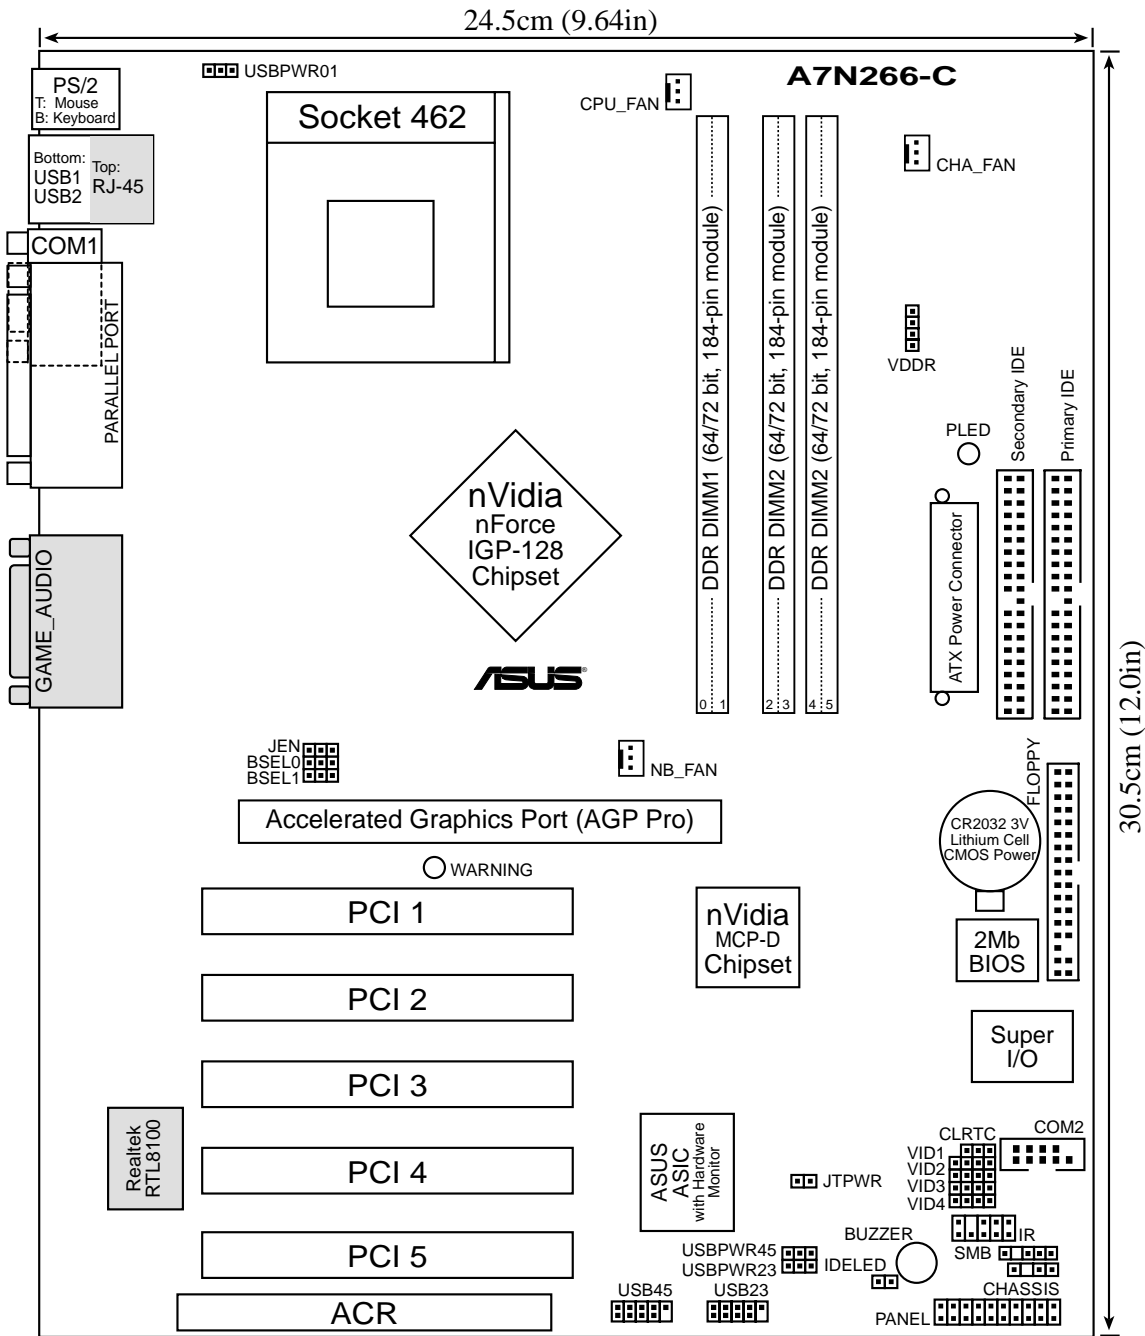 24.5cm (9.64in)
A7N266-C
PS/2
T: Mouse
B: Keyboard
USBPWR01
Socket 462
CPU_FAN
CHA_FAN
Bottom:
USB1
USB2
Top:
RJ-45
COM1
PARALLEL PORT
DDR DIMM1 (64/72 bit, 184-pin module)
DDR DIMM2 (64/72 bit, 184-pin module)
DDR DIMM2 (64/72 bit, 184-pin module)
0 1
2 3
4 5
VDDR
Secondary IDE
Primary IDE
PLED
ATX Power Connector
nVidia
nForce
IGP-128
Chipset
GAME_AUDIO
ASUS®
30.5cm (12.0in)
JEN
BSEL0
BSEL1
NB_FAN
FLOPPY
Accelerated Graphics Port (AGP Pro)
CR2032 3V
Lithium Cell
CMOS Power
WARNING
PCI 1
nVidia
MCP-D
Chipset
2Mb
BIOS
PCI 2
Super
I/O
PCI 3
Realtek
RTL8100
PCI 4
ASUS
ASIC
with Hardware
Monitor
JTPWR
CLRTC
COM2
VID1
VID2
VID3
VID4
PCI 5
USBPWR45
USBPWR23
BUZZER
IDELED
IR
SMB
CHASSIS
USB45
USB23
PANEL
ACR